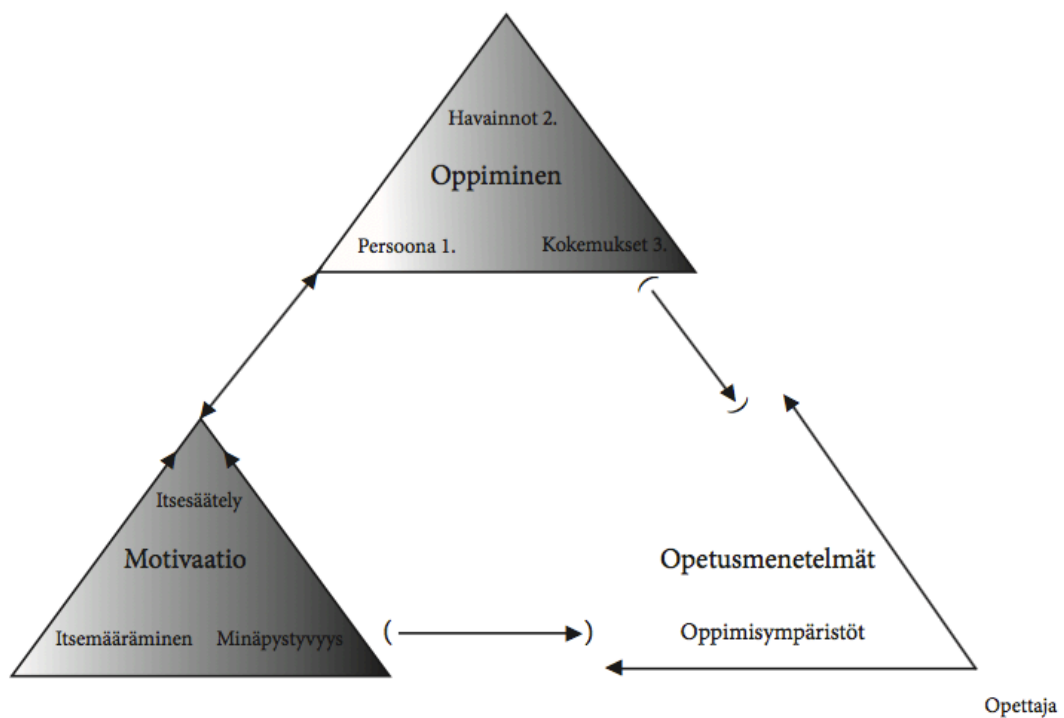 Havainnot 2.
Oppiminen
Persoona 1.
Kokemukset 3.
Itsesäätely
Motivaatio
Itsemääräminen
Minäpystyvyys
( )
Opetusmenetelmät
Oppimisympäristöt
Opettaja